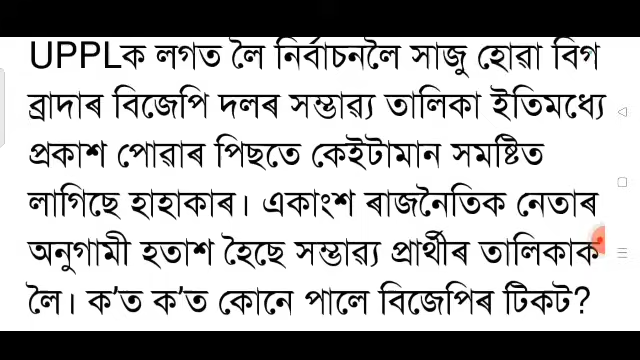 UPPLক লগত লৈ নিৰ্বাচনলৈ সাজু হোৱা বিগ
ব্ৰাদাৰ বিজেপি দলৰ সম্ভাৱ্য তালিকা ইতিমধ্যে
প্ৰকাশ পোৱাৰ পিছতে কেইটামান সমষ্টিত
লাগিছে হাহাকাৰ। একাংশ ৰাজনৈতিক নেতাৰ
অনুগামী হতাশ হৈছে সম্ভাৱ্য প্ৰাৰ্থীৰ তালিকাক
লৈ। ক'ত ক'ত কোনে পালে বিজেপিৰ টিকট?